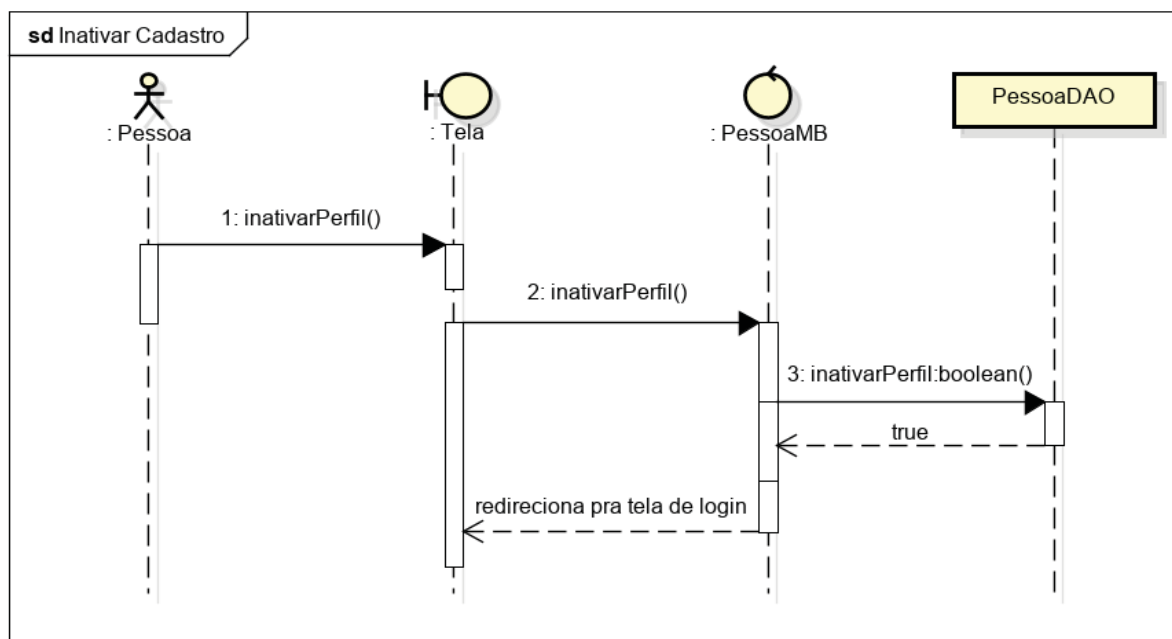 sd Inativar Cadastro
: Pessoa
: Tela
: PessoaMB
PessoaDAO
1: inativarPerfil()
2: inativarPerfil()
3: inativarPerfil:boolean()
true
redireciona pra tela de login